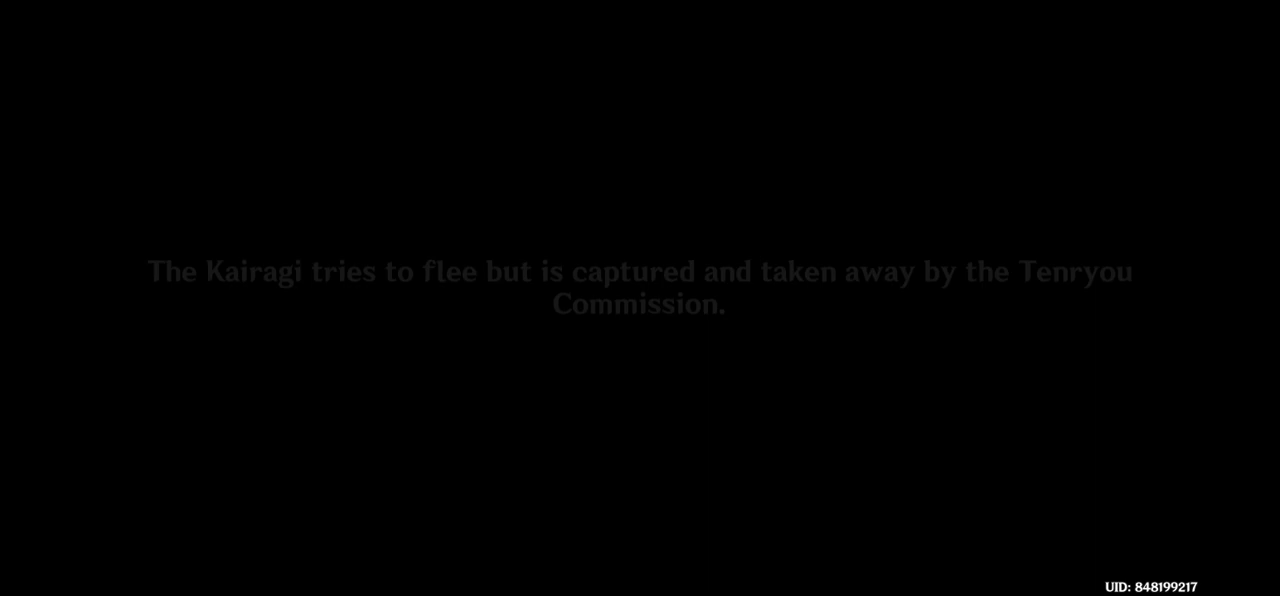 The Kairagi tries to flee but is captured and taken away by the Tenryou
Commission.
UID: 848199217